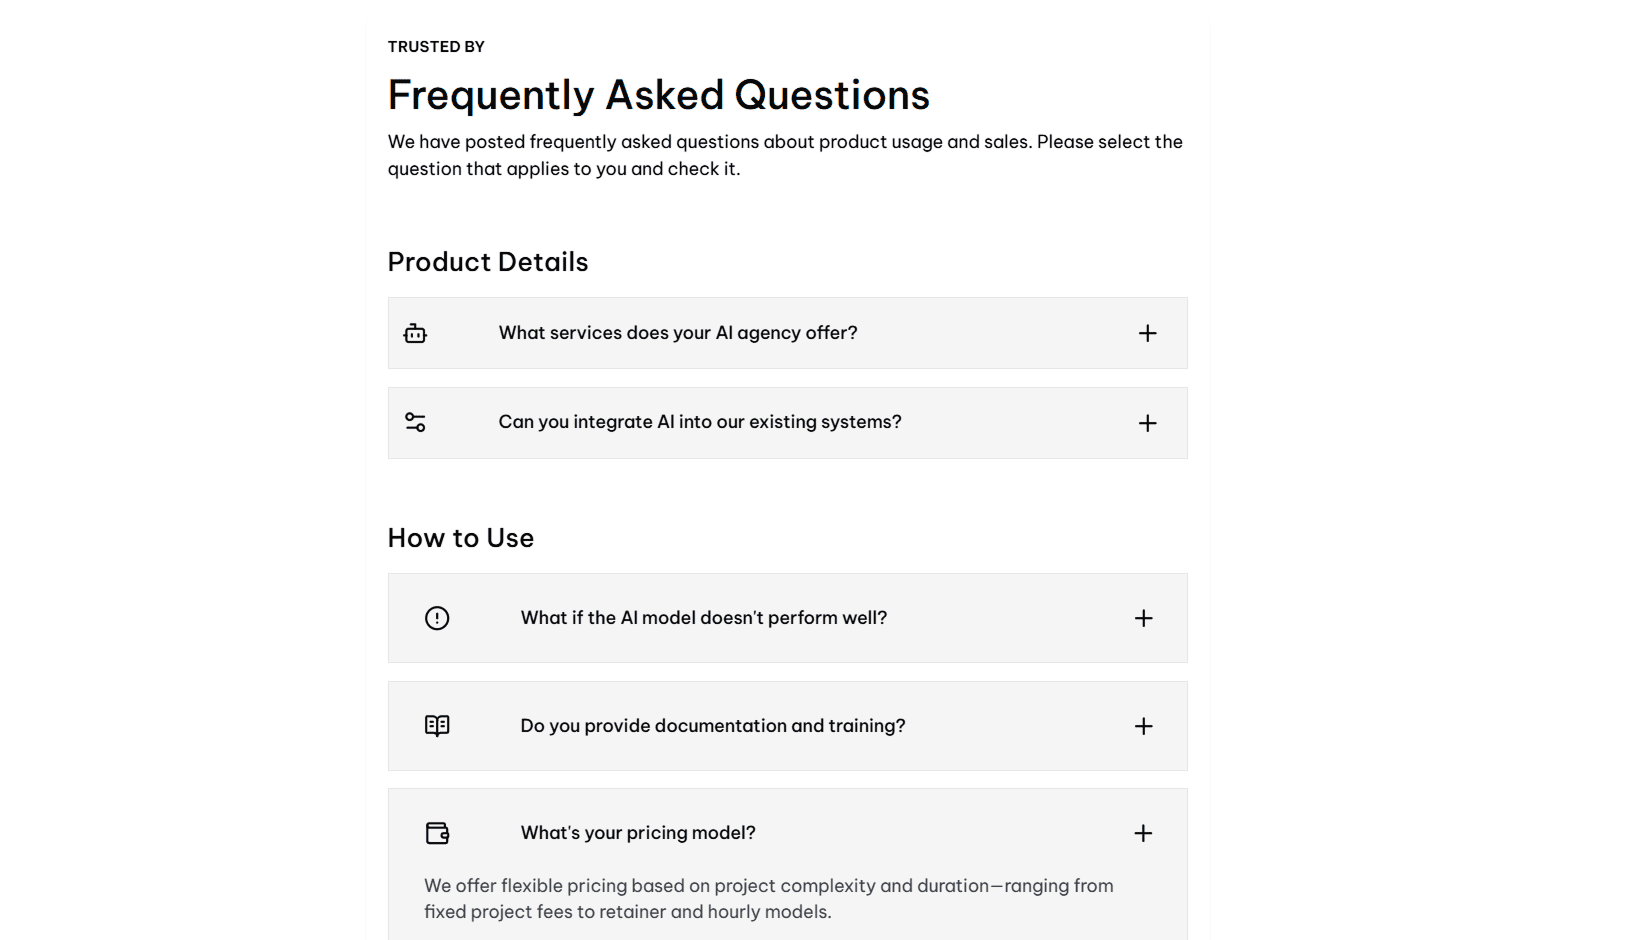 TRUSTED BY
Frequently Asked Questions
We have posted frequently asked questions about product usage and sales. Please select the
question that applies to you and check it.
Product Details
What services does your AI agency offer?
Can you integrate AI into our existing systems?
How to Use
What if the AI model doesn't perform well?
Do you provide documentation and training?
What's your pricing model?
We offer flexible pricing based on project complexity and duration—ranging from
fixed project fees to retainer and hourly models.